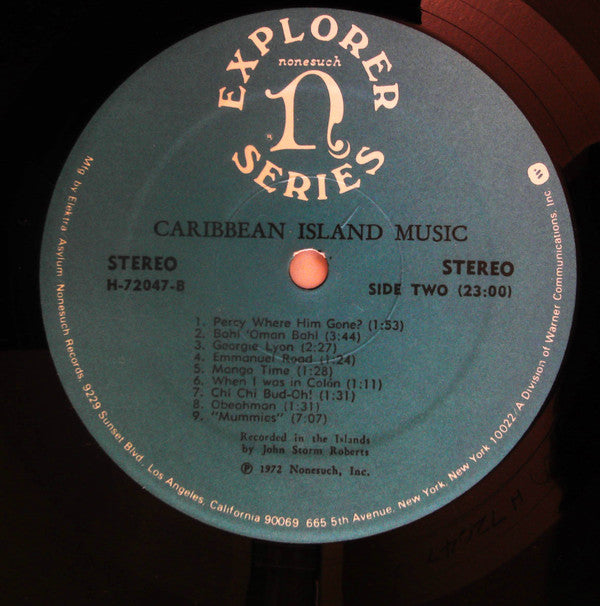 EXPLORER
nonesuch
n
SERIES
CARIBBEAN ISLAND MUSIC
STEREO
H-72047-B
STEREO
SIDE TWO (23:00)
1. Percy Where Him Gone? (1:53)
2. Bahl 'Oman Bahl (3:44)
3. Georgie Lyon (2:27)
4. Emmanuel Road (1:24)
5. Mango Time (1:28)
6. When I was in Colón (1:11)
7. Chi Chi Bud-Oh! (1:31)
8. Obeahman (1:31)
9. "Mummies" (7:07)
Recorded in the Islands
by John Storm Roberts
℗ 1972 Nonesuch, Inc.
Mfg by Elektra/Asylum/Nonesuch Records, 9229 Sunset Blvd., Los Angeles, California 90069 665 5th Avenue, New York, New York 10022/A Division of Warner Communications, Inc.